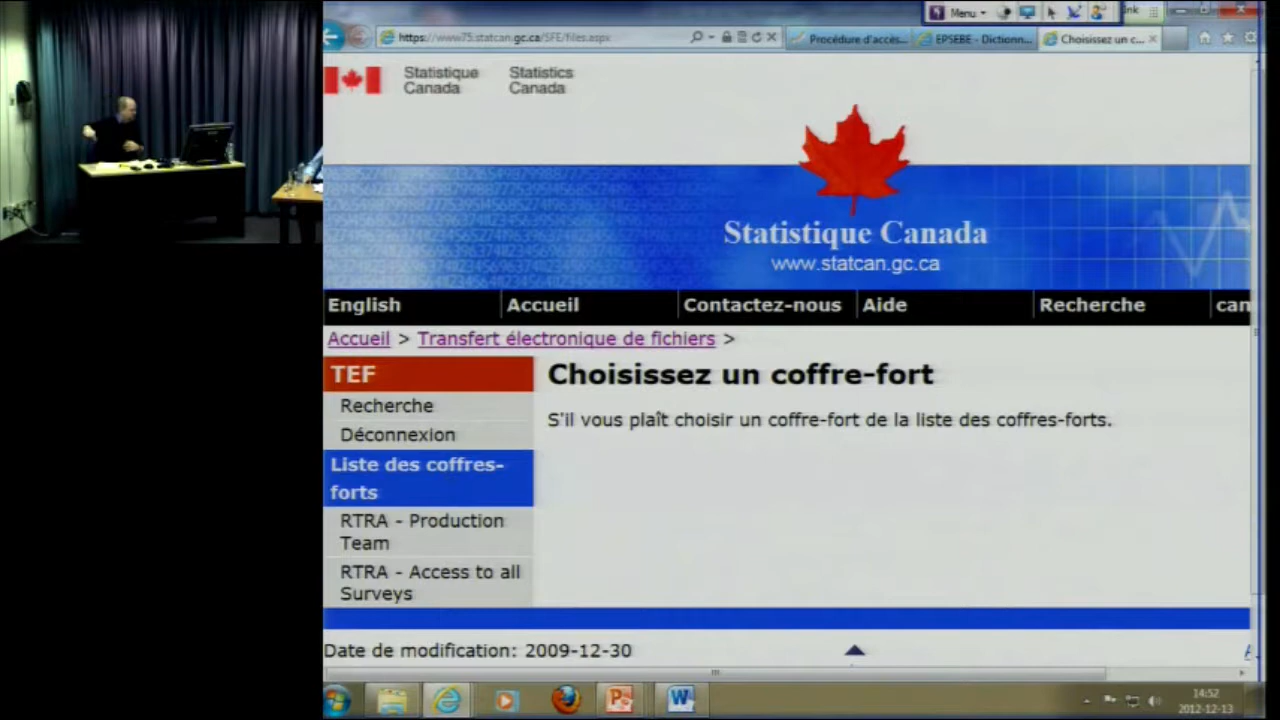 Menu
https://www75.statcan.gc.ca/SFE/files.aspx
Procédure d'accès...
EPSEBE - Dictionn...
Choisissez un c...
Statistique Canada
Statistics Canada
Statistique Canada
www.statcan.gc.ca
English Accueil Contactez-nous Aide Recherche can
Accueil > Transfert électronique de fichiers >
TEF
Recherche
Déconnexion
Liste des coffres-
forts
RTRA - Production
Team
RTRA - Access to all
Surveys
Choisissez un coffre-fort
S'il vous plaît choisir un coffre-fort de la liste des coffres-forts.
Date de modification: 2009-12-30
14:52
2012-12-13